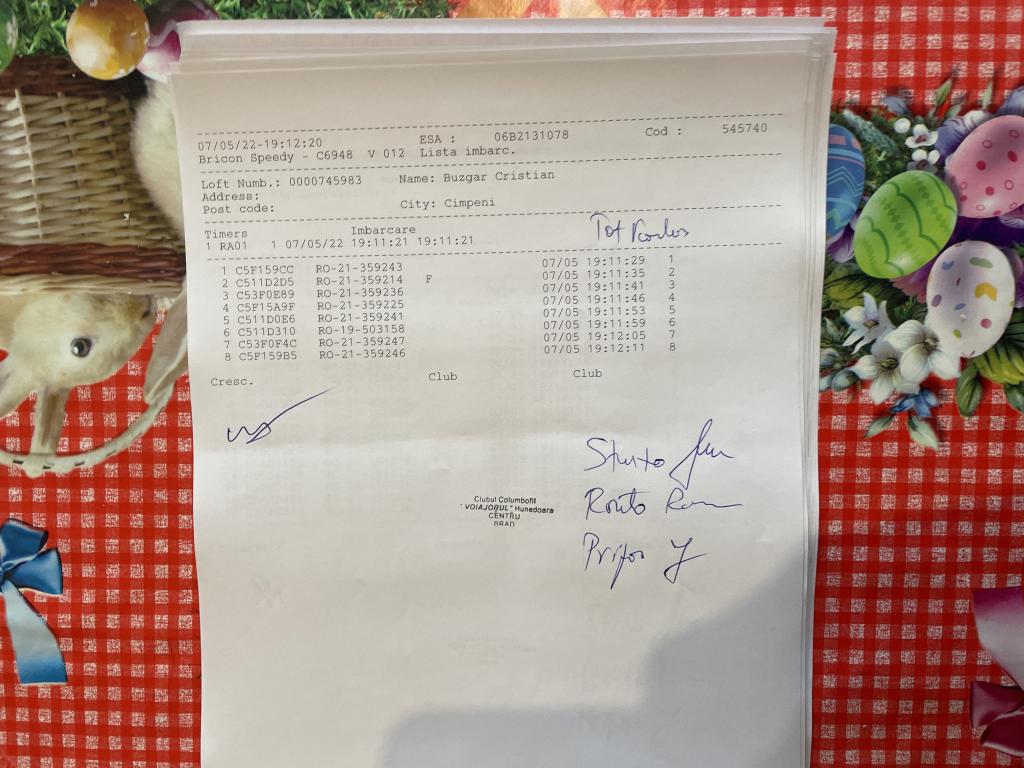 07/05/22-19:12:20 ESA : 06B2131078 Cod : 545740
Bricon Speedy - C6948 V 012 Lista imbarc.
Loft Numb.: 0000745983 Name: Buzgar Cristian
Address:
Post code: City: Cimpeni
Timers Imbarcare
1 RA01 1 07/05/22 19:11:21 19:11:21
Tot
1 C5F159CC RO-21-359243 07/05 19:11:29 1
2 C511D2D5 RO-21-359214 F 07/05 19:11:35 2
3 C53F0E89 RO-21-359236 07/05 19:11:41 3
4 C5F15A9F RO-21-359225 07/05 19:11:46 4
5 C511D0E6 RO-21-359241 07/05 19:11:53 5
6 C511D310 RO-19-503158 07/05 19:11:59 6
7 C53F0F4C RO-21-359247 07/05 19:12:05 7
8 C5F159B5 RO-21-359246 07/05 19:12:11 8
Cresc. Club Club
Clubul Columbofil
"VOIAJORUL" Hunedoara
CENTRU
BRAD